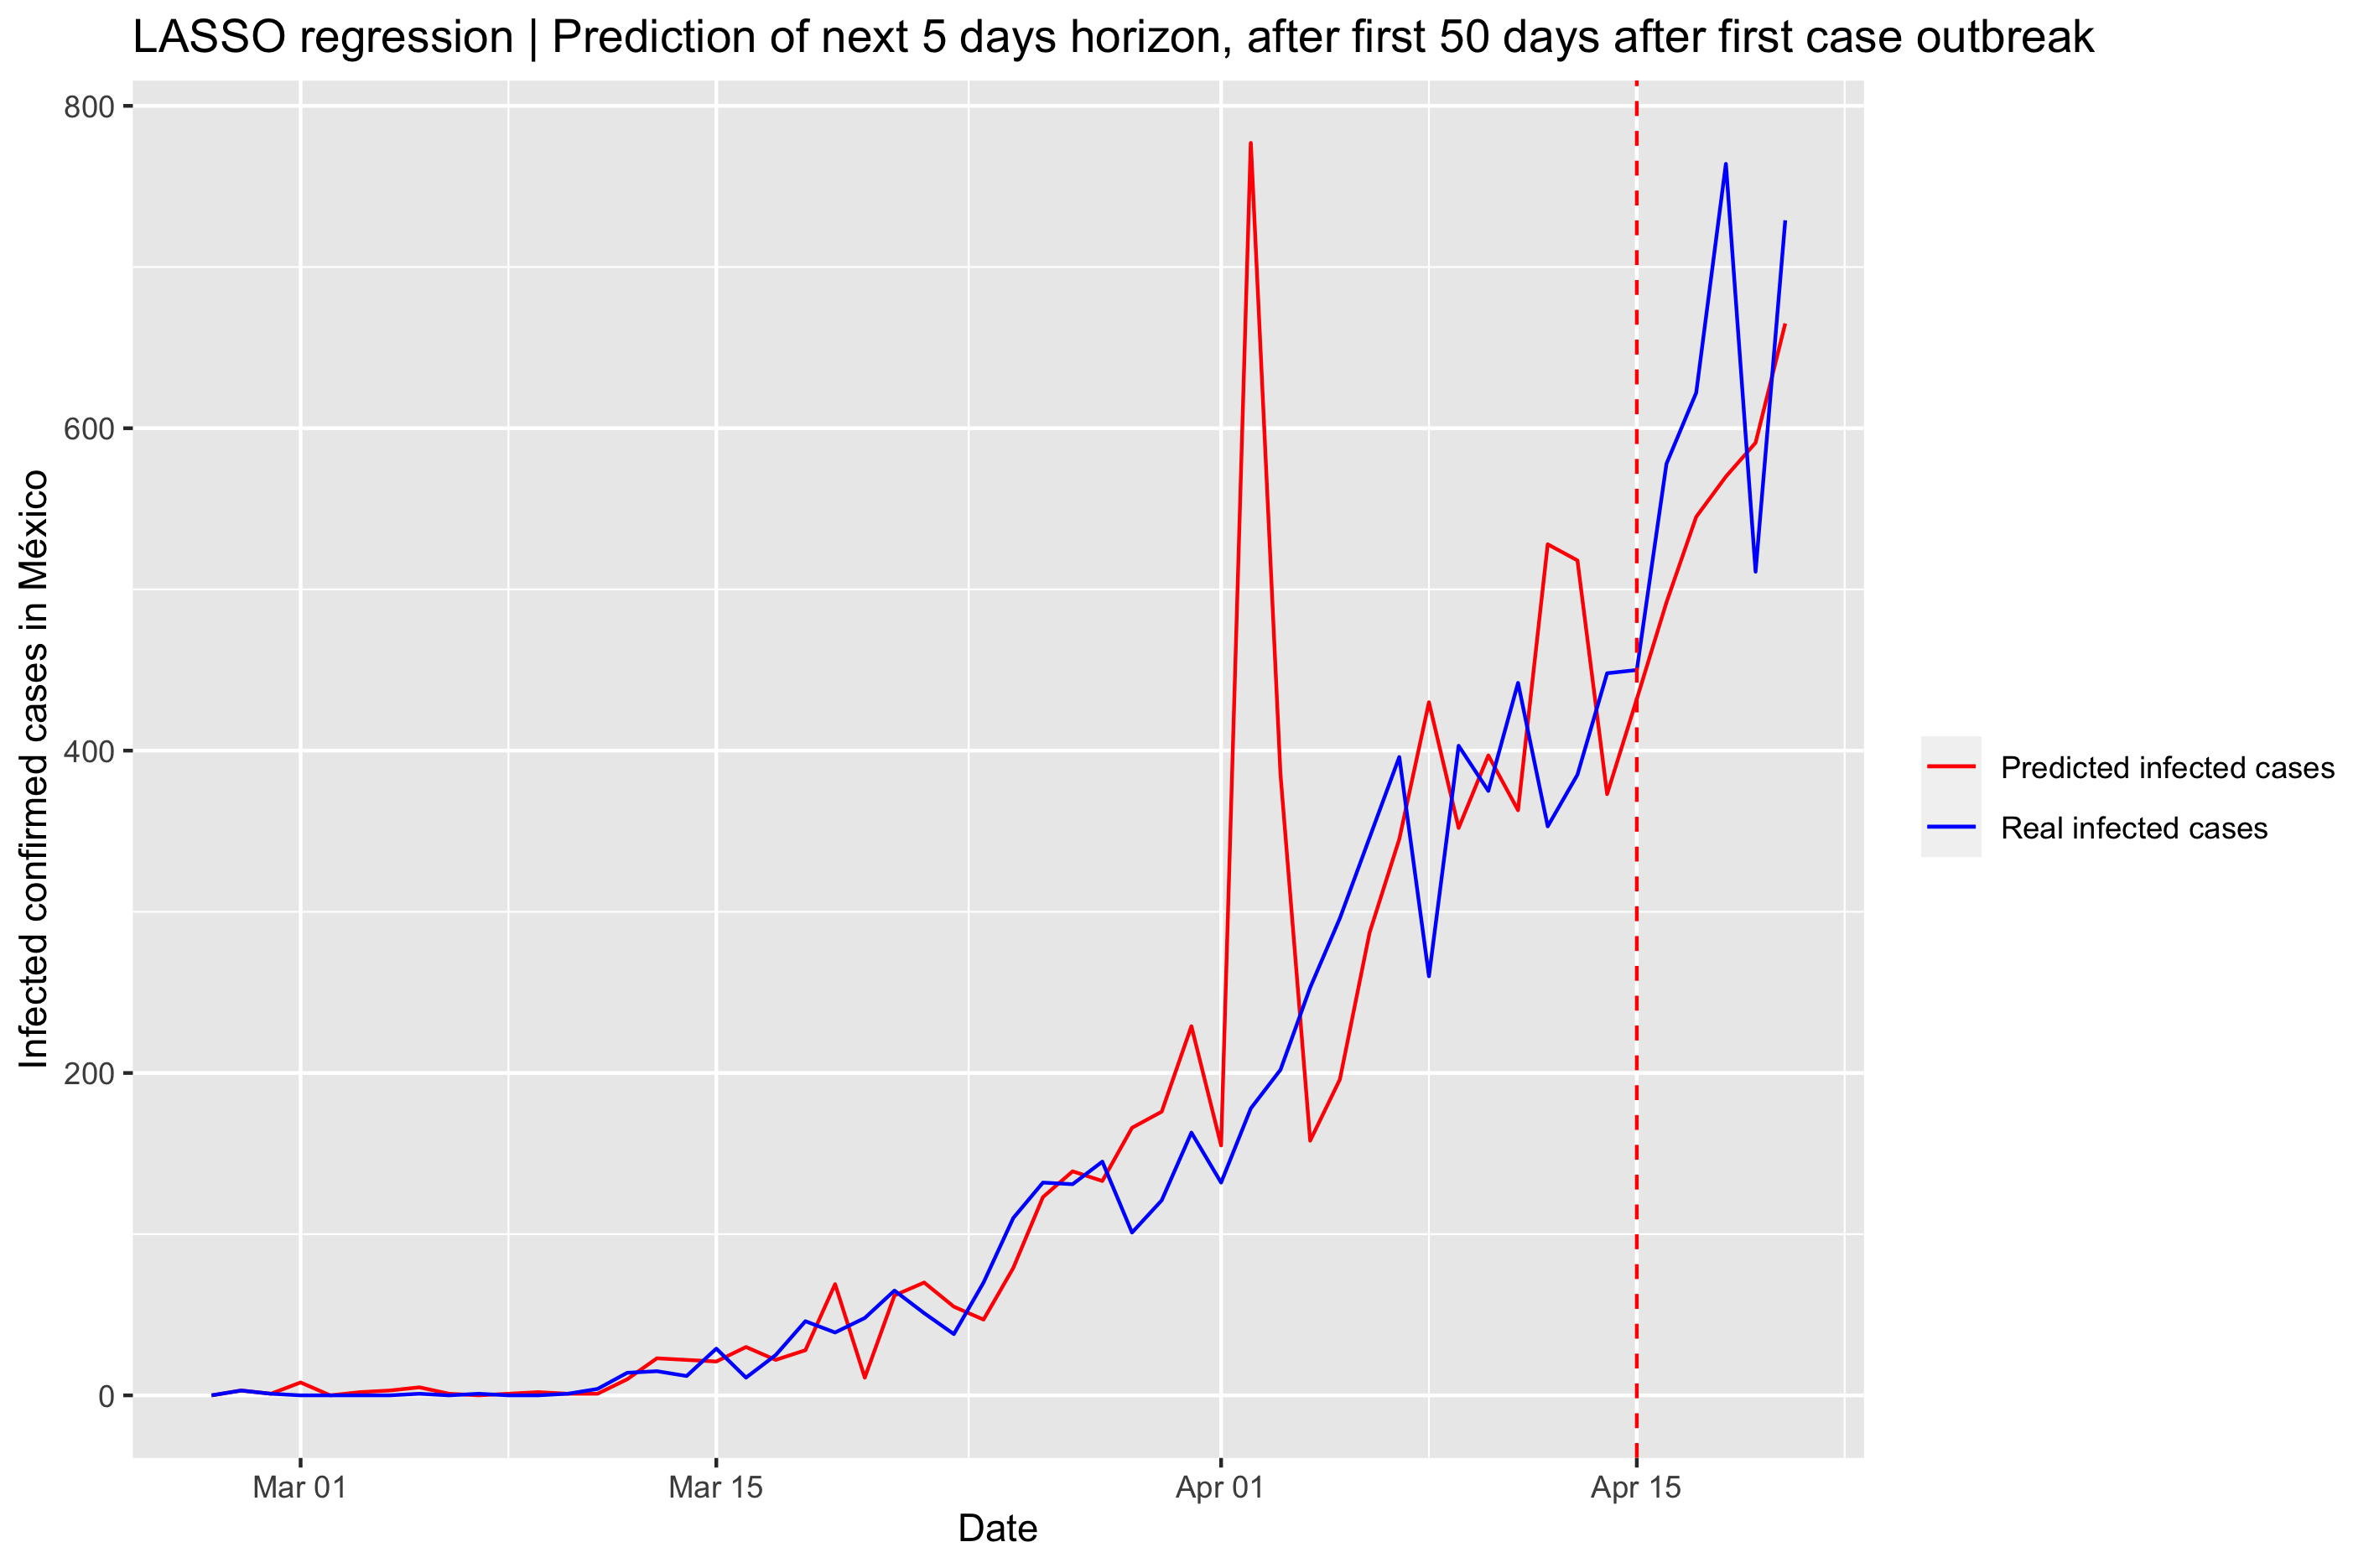 LASSO regression | Prediction of next 5 days horizon, after first 50 days after first case outbreak
Infected confirmed cases in México
800
600
400
200
0
Mar 01
Mar 15
Apr 01
Apr 15
Date
Predicted infected cases
Real infected cases